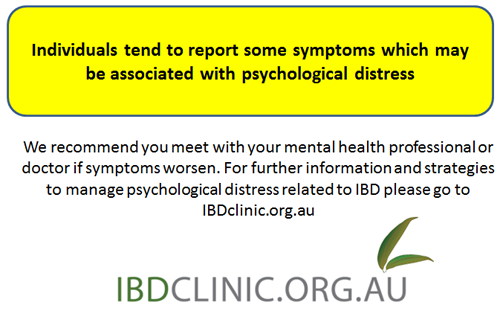 Individuals tend to report some symptoms which may
be associated with psychological distress
We recommend you meet with your mental health professional or
doctor if symptoms worsen. For further information and strategies
to manage psychological distress related to IBD please go to
IBDclinic.org.au
IBDCLINIC.ORG.AU